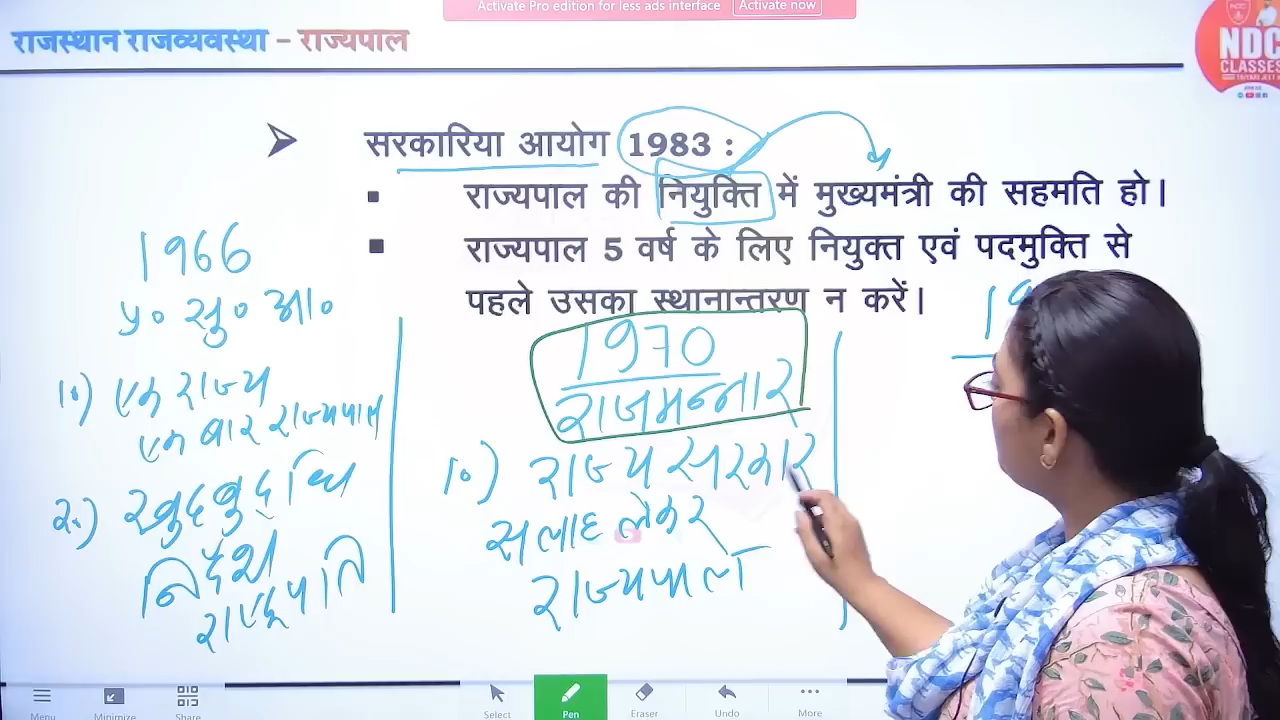 Activate Pro edition for less ads interface Activate now
राजस्थान राजव्यवस्था – राज्यपाल
NDC
CLASSES
सरकारिया आयोग 1983 :
राज्यपाल की नियुक्ति में मुख्यमंत्री की सहमति हो।
राज्यपाल 5 वर्ष के लिए नियुक्त एवं पदमुक्ति से
पहले उसका स्थानान्तरण न करें।
1966
प्र० सु० आ०
1.) एक राज्य
एक बार राज्यपाल
2.) खुदबुद्धि
निर्देश
राष्ट्रपति
1970
राजमन्नार
1.) राज्य सरकार
सलाह लेकर
राज्यपाल
Menu
Minimize
Share
Select
Pen
Eraser
Undo
More